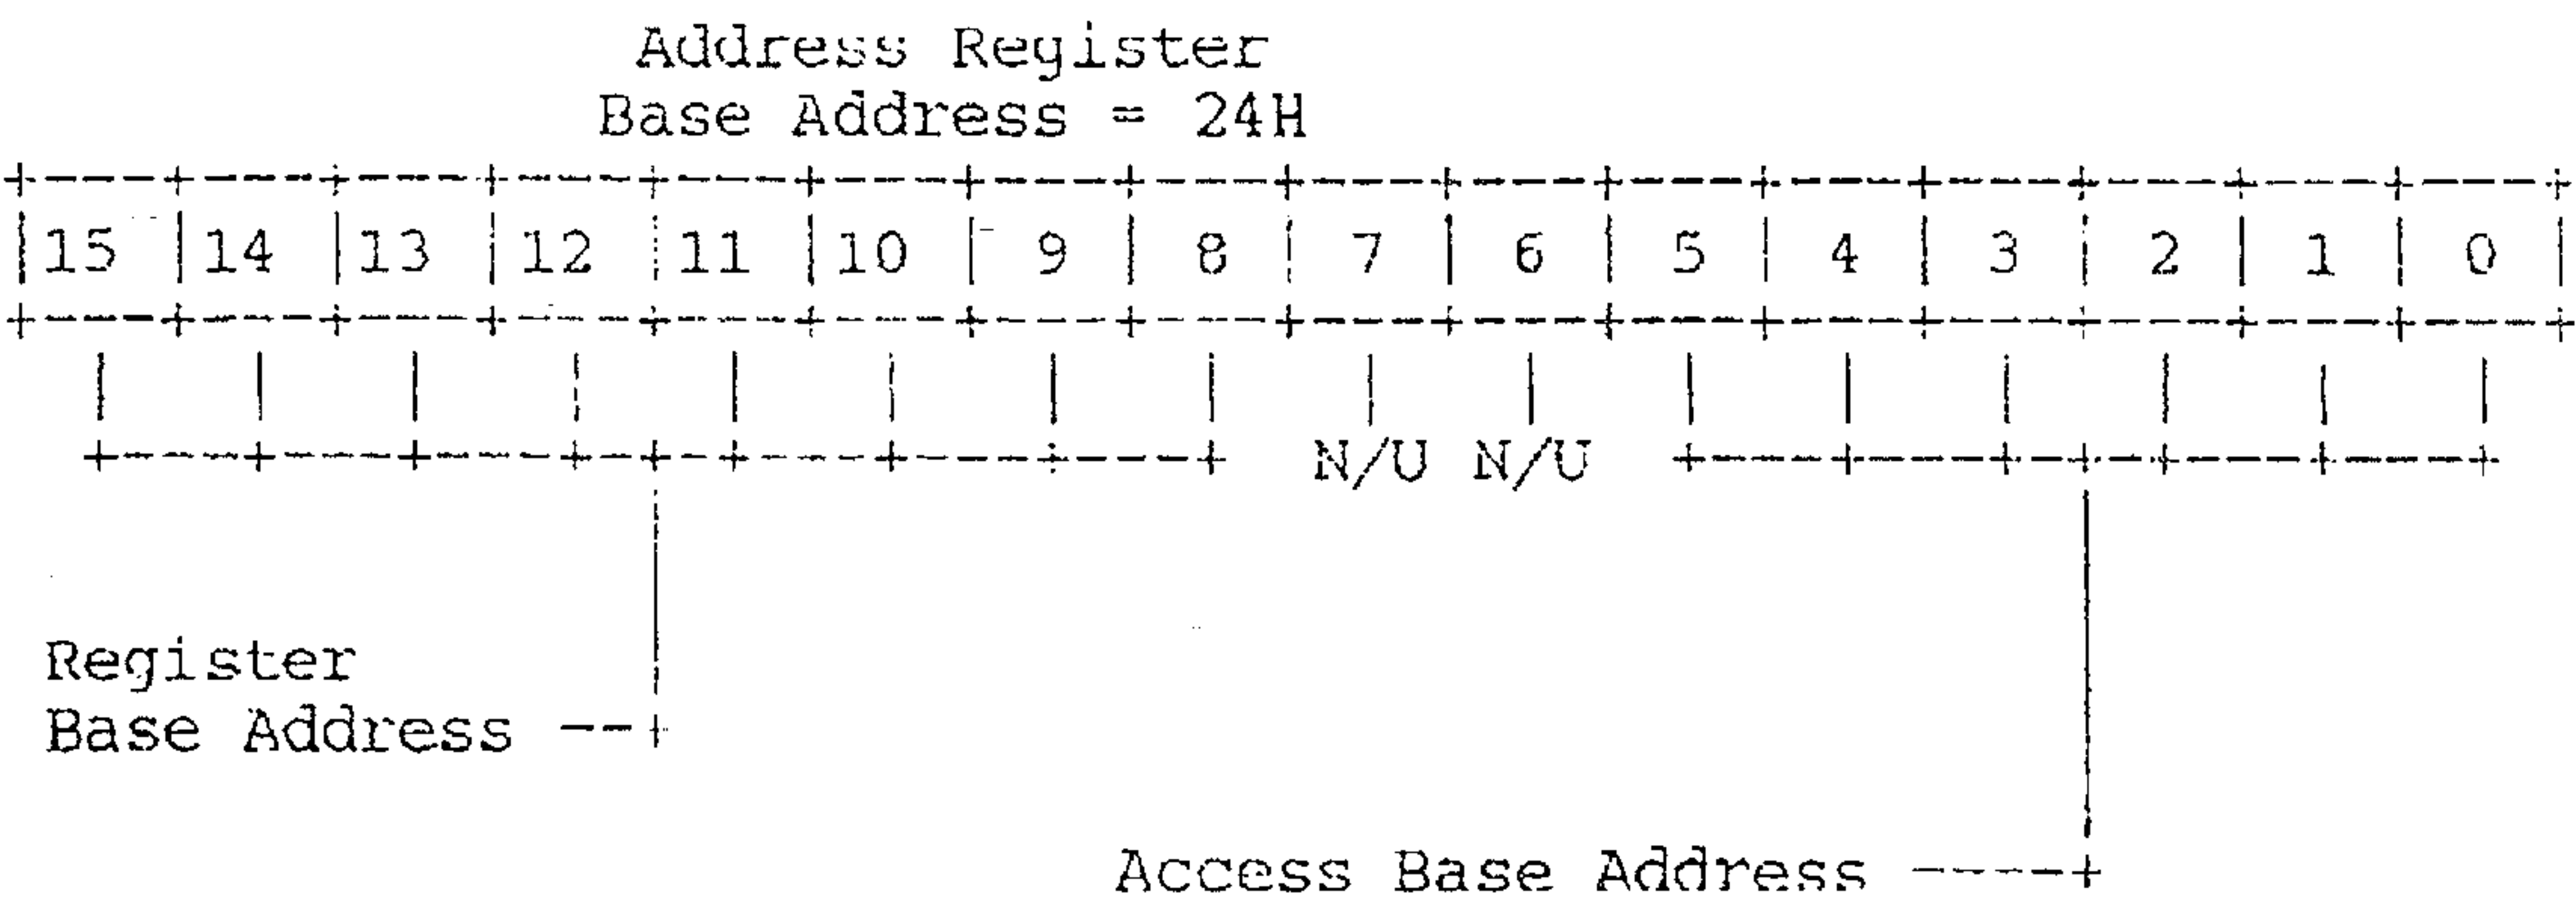 Address Register
Base Address = 24H
15 14 13 12 11 10 9 8 7 6 5 4 3 2 1 0
N/U N/U
Register
Base Address
Access Base Address